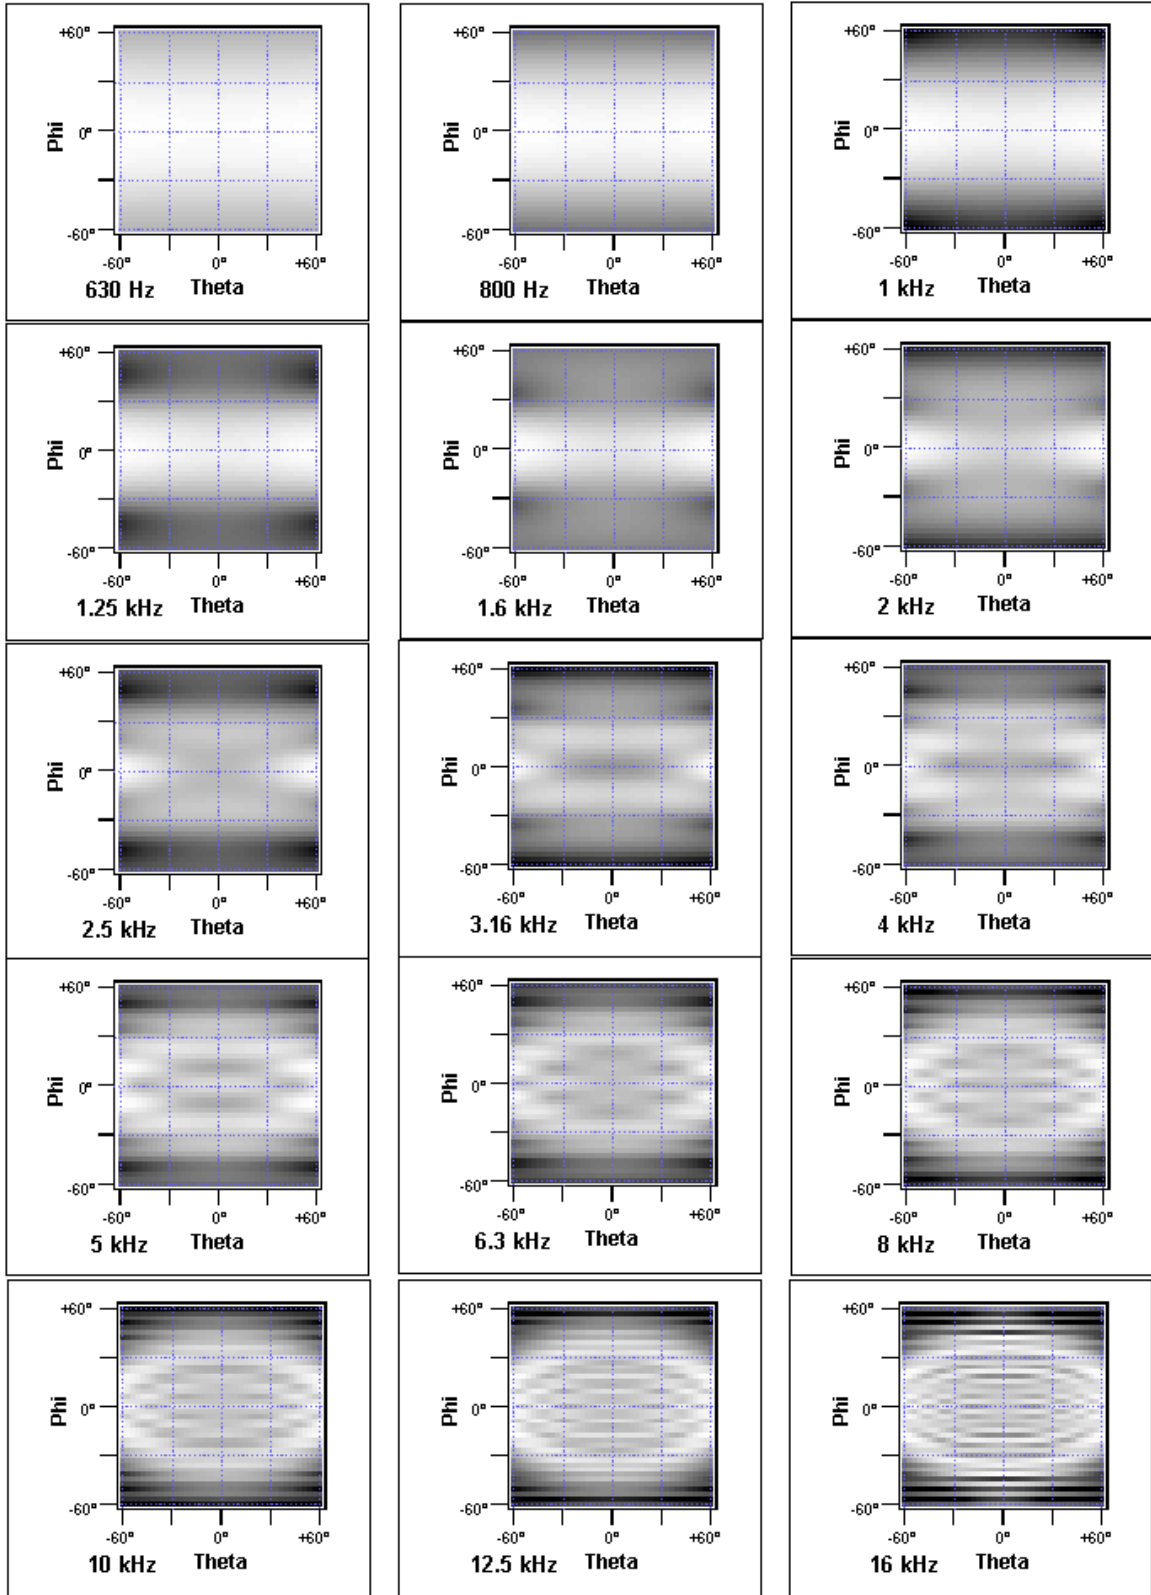 +60°
Phi
0°
-60°
-60° 0° +60°
630 Hz Theta
+60°
Phi
0°
-60°
-60° 0° +60°
800 Hz Theta
+60°
Phi
0°
-60°
-60° 0° +60°
1 kHz Theta
+60°
Phi
0°
-60°
-60° 0° +60°
1.25 kHz Theta
+60°
Phi
0°
-60°
-60° 0° +60°
1.6 kHz Theta
+60°
Phi
0°
-60°
-60° 0° +60°
2 kHz Theta
+60°
Phi
0°
-60°
-60° 0° +60°
2.5 kHz Theta
+60°
Phi
0°
-60°
-60° 0° +60°
3.16 kHz Theta
+60°
Phi
0°
-60°
-60° 0° +60°
4 kHz Theta
+60°
Phi
0°
-60°
-60° 0° +60°
5 kHz Theta
+60°
Phi
0°
-60°
-60° 0° +60°
6.3 kHz Theta
+60°
Phi
0°
-60°
-60° 0° +60°
8 kHz Theta
+60°
Phi
0°
-60°
-60° 0° +60°
10 kHz Theta
+60°
Phi
0°
-60°
-60° 0° +60°
12.5 kHz Theta
+60°
Phi
0°
-60°
-60° 0° +60°
16 kHz Theta